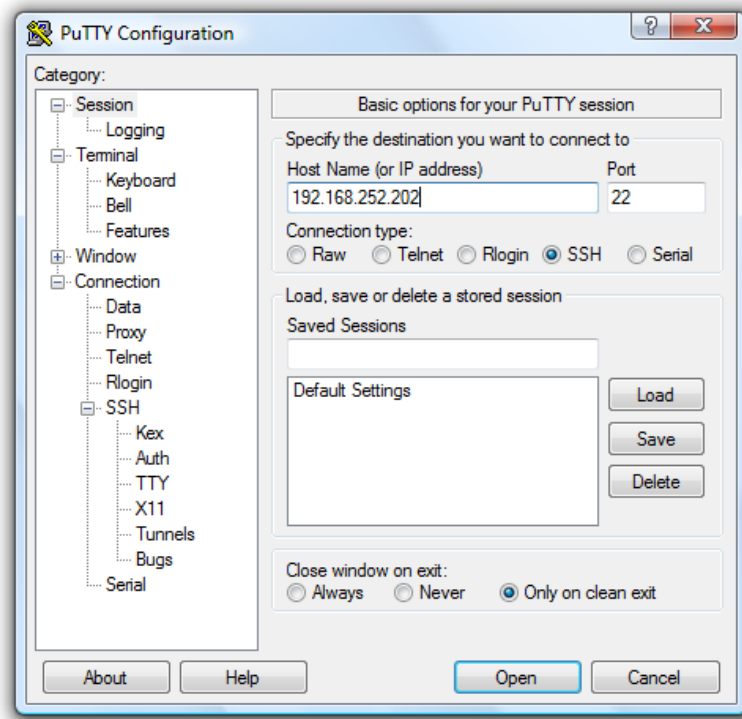 PuTTY Configuration
Category:
Session
Logging
Terminal
Keyboard
Bell
Features
Window
Connection
Data
Proxy
Telnet
Rlogin
SSH
Kex
Auth
TTY
X11
Tunnels
Bugs
Serial
Basic options for your PuTTY session
Specify the destination you want to connect to
Host Name (or IP address) Port
192.168.252.202 22
Connection type:
Raw Telnet Rlogin SSH Serial
Load, save or delete a stored session
Saved Sessions
Default Settings
Load
Save
Delete
Close window on exit:
Always Never Only on clean exit
About Help Open Cancel